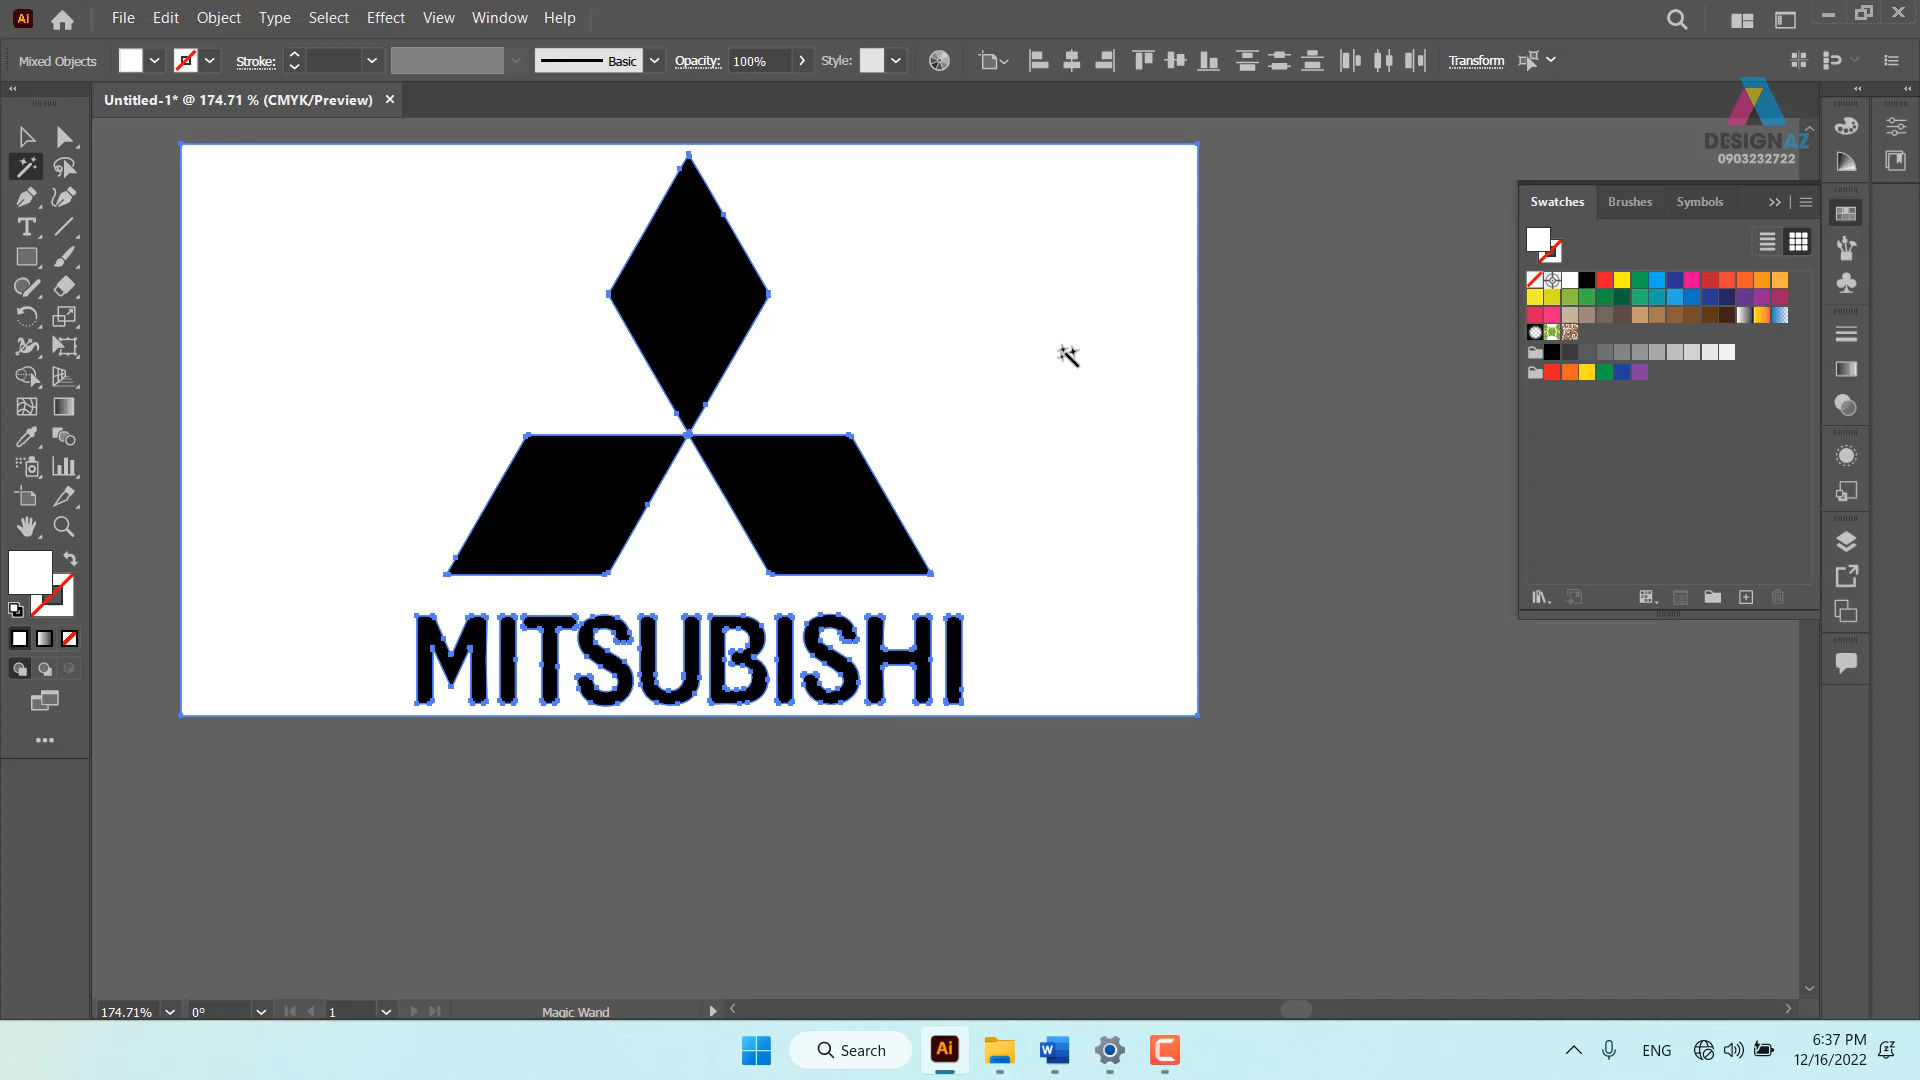 Ai File Edit Object Type Select Effect View Window Help
Mixed Objects Stroke: Basic Opacity: 100% Style: Transform
Untitled-1* @ 174.71 % (CMYK/Preview)
DESIGNAZ
0903232722
Swatches Brushes Symbols
MITSUBISHI
174.71% 0° 1 Magic Wand
Search Ai W C ENG 6:37 PM
12/16/2022